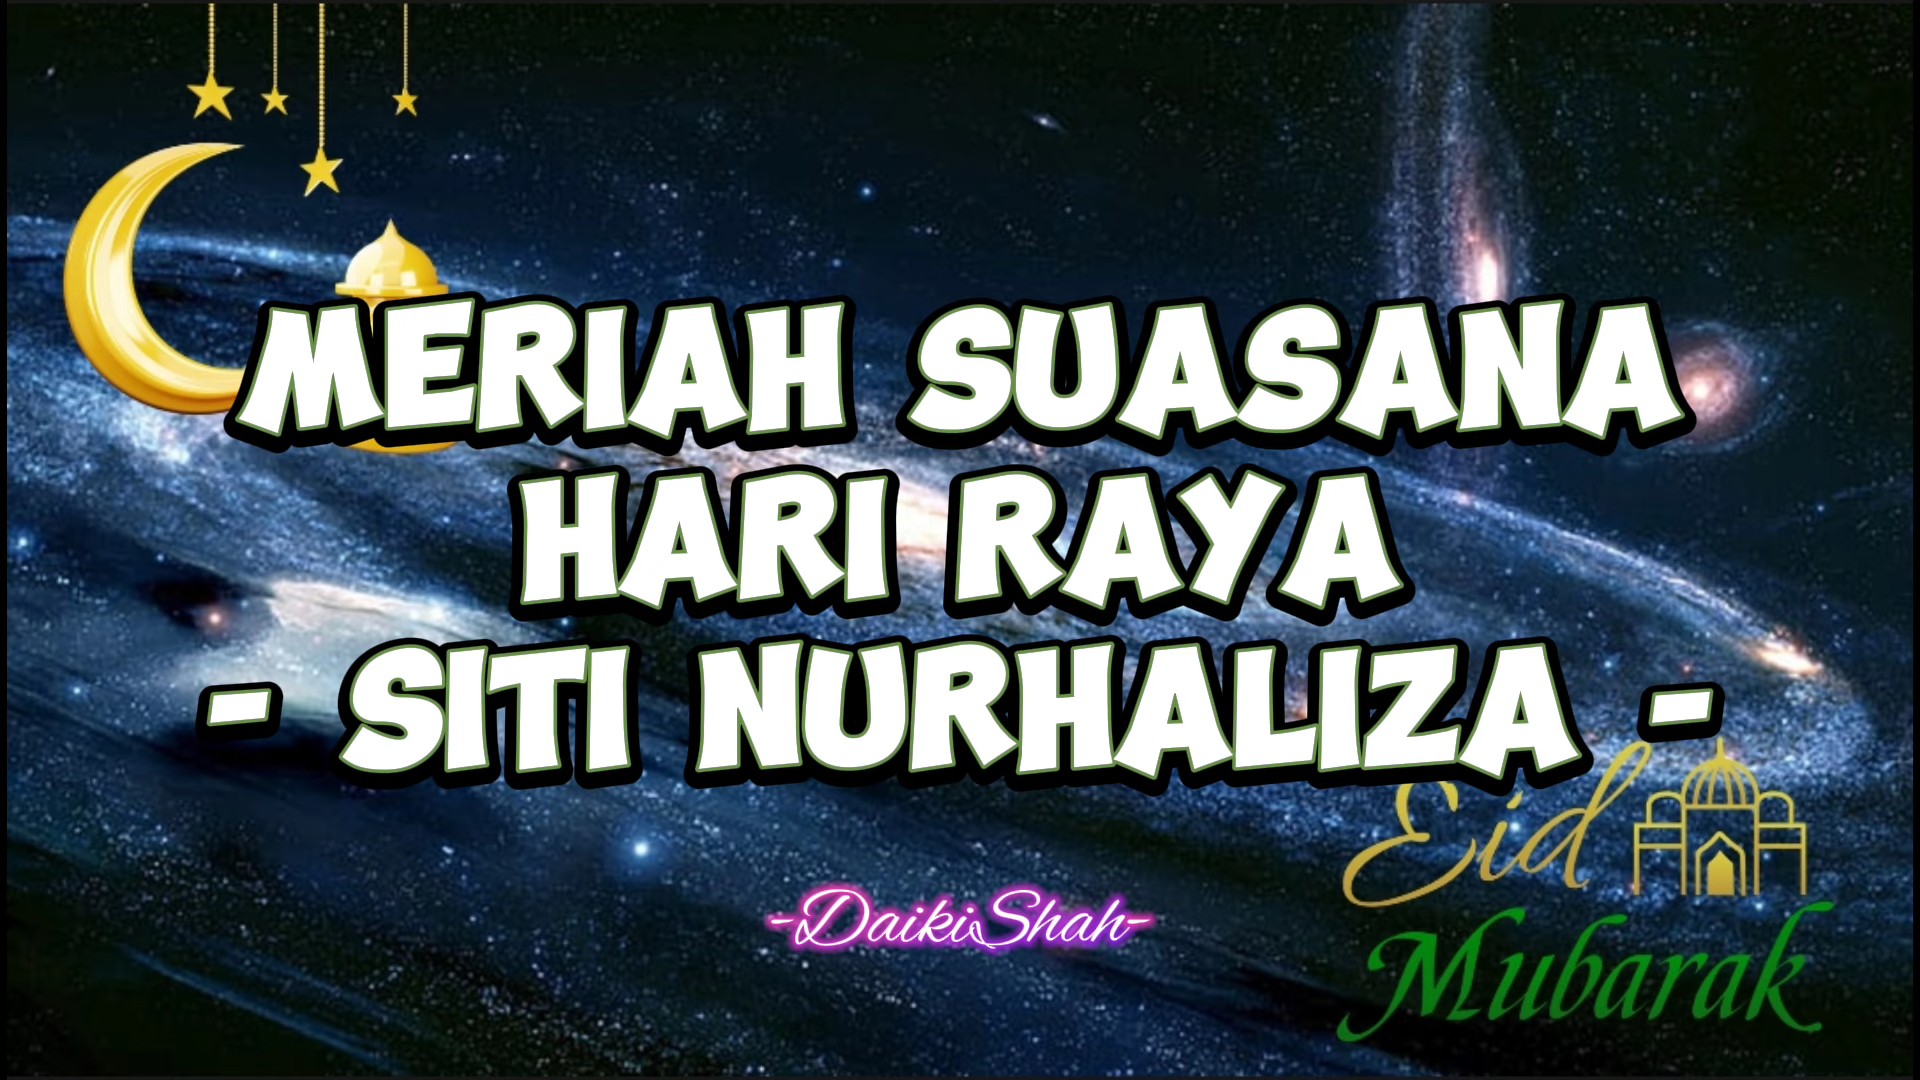 MERIAH SUASANA
HARI RAYA
- SITI NURHALIZA -
Eid
Mubarak
-DaikiShah-